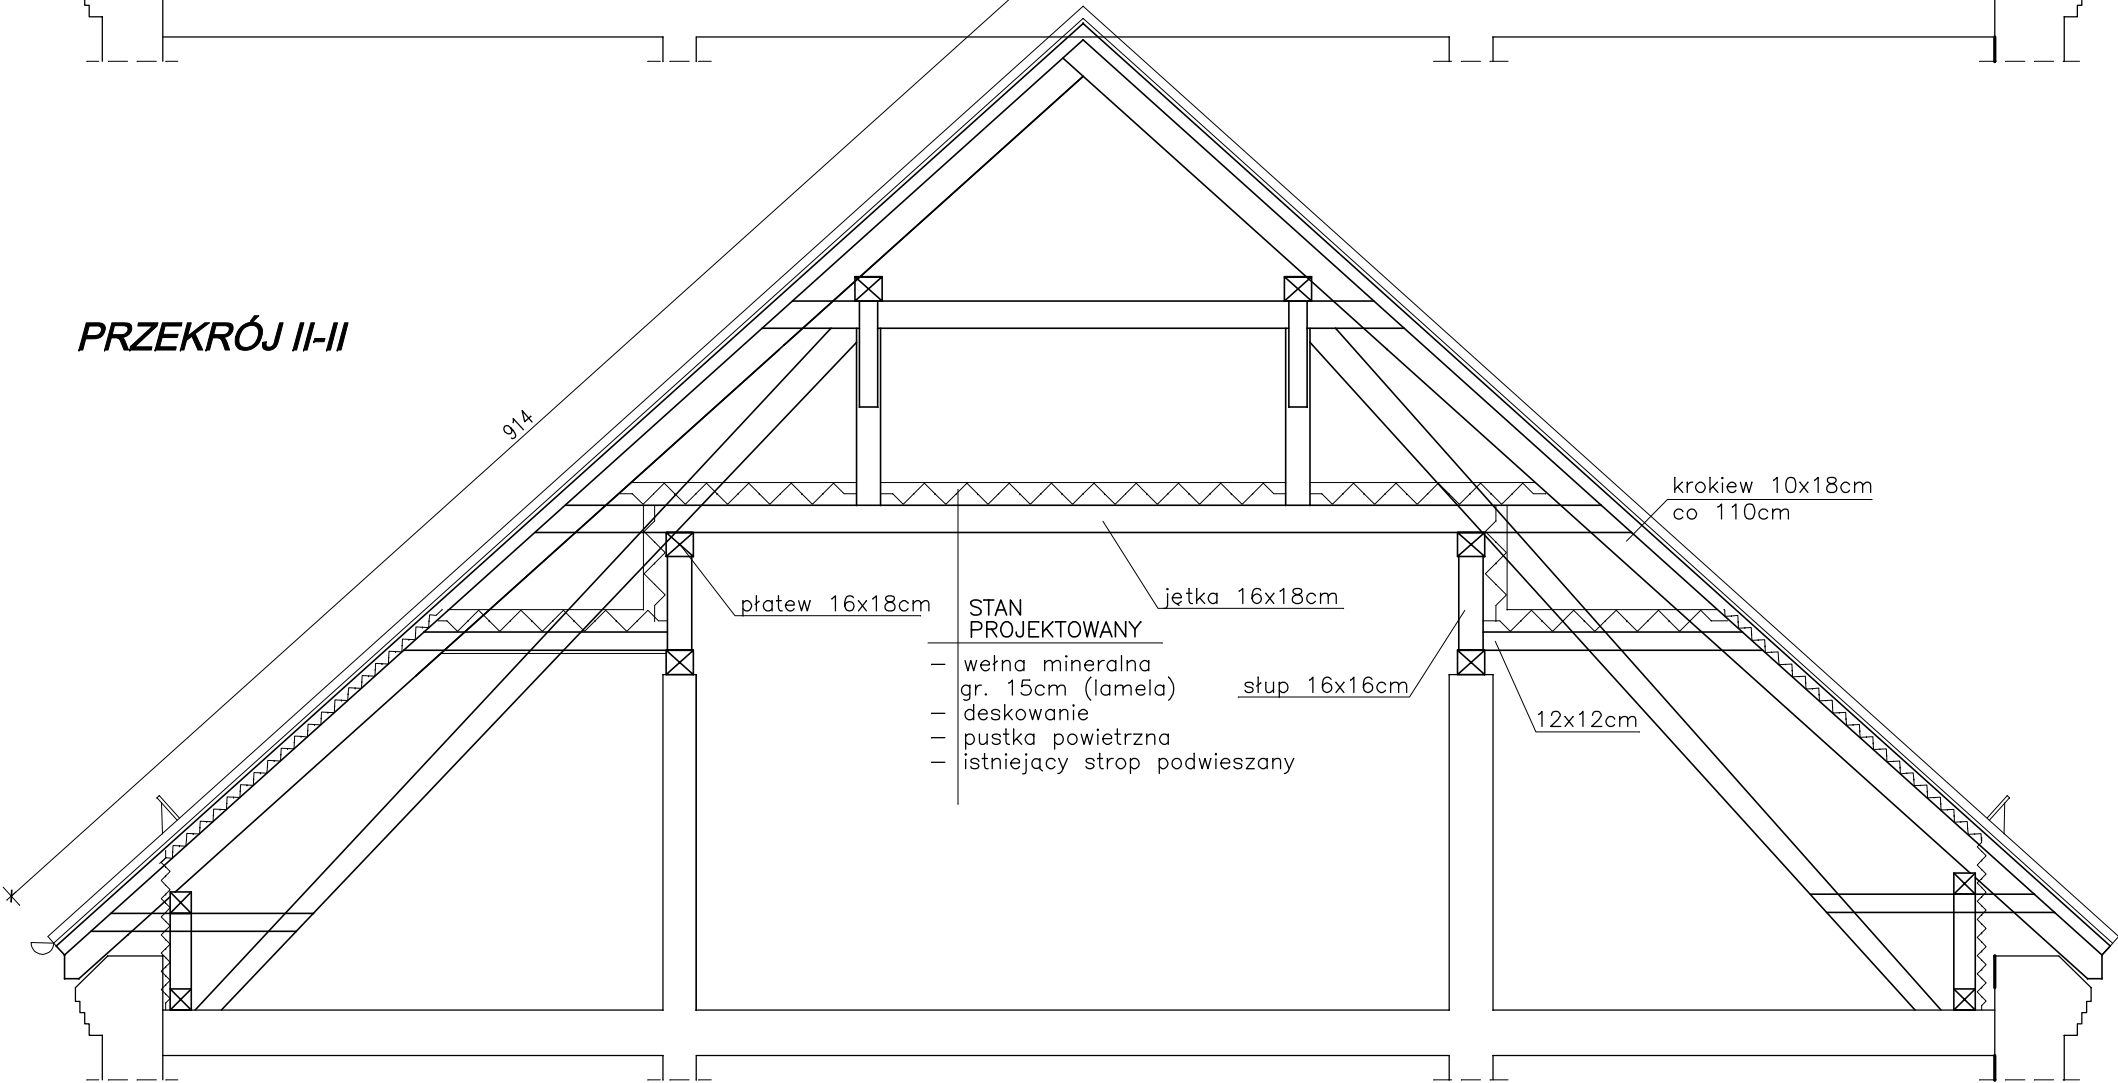 PRZEKRÓJ II-II
914
krokiew 10x18cm
co 110cm
płatew 16x18cm
jętka 16x18cm
STAN
PROJEKTOWANY
– wełna mineralna
gr. 15cm (lamela)
– deskowanie
– pustka powietrzna
– istniejący strop podwieszany
słup 16x16cm
12x12cm